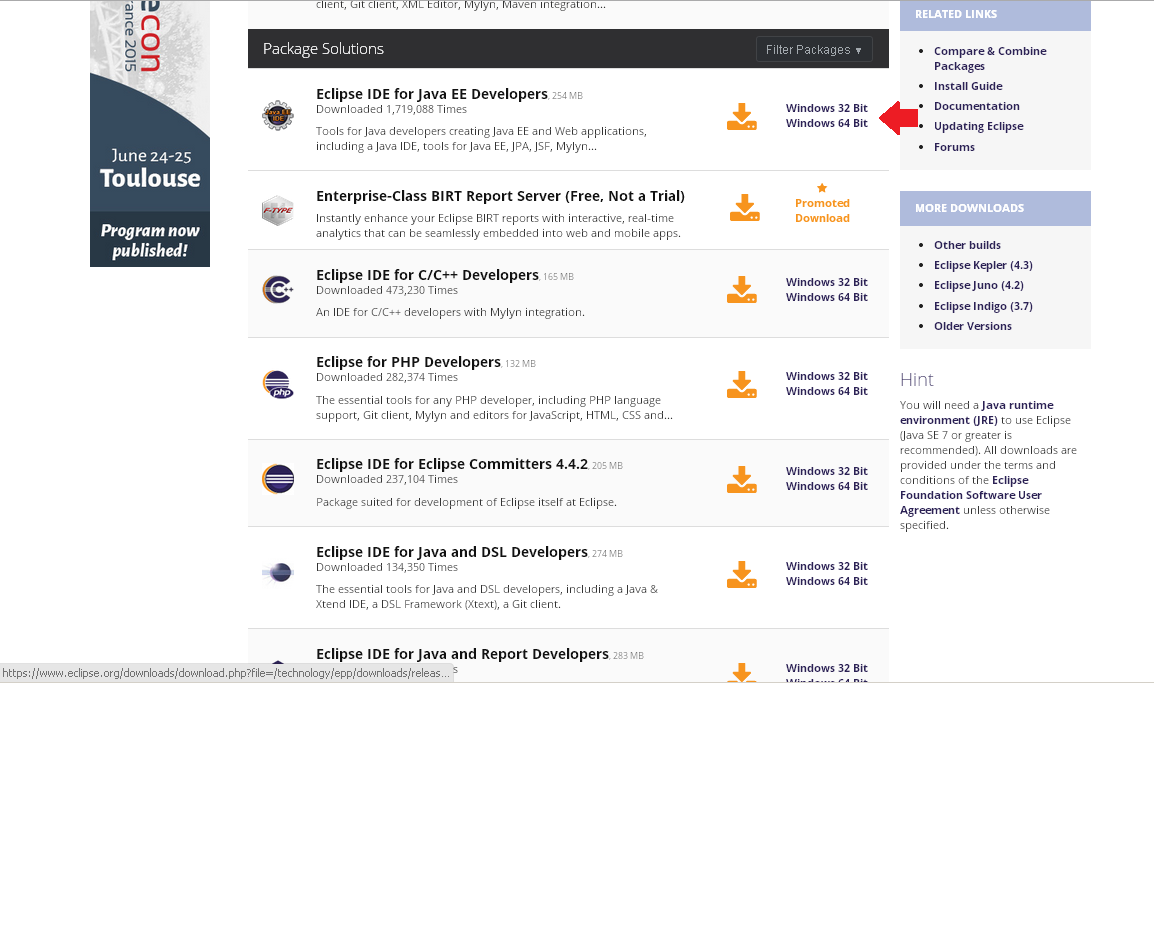 econ
rance 2015
June 24-25
Toulouse
Program now
published!
client, Git client, XML Editor, Mylyn, Maven integration...
Package Solutions
Filter Packages ▼
Java EE
IDE
Eclipse IDE for Java EE Developers, 254 MB
Downloaded 1,719,088 Times
Tools for Java developers creating Java EE and Web applications,
including a Java IDE, tools for Java EE, JPA, JSF, Mylyn...
Windows 32 Bit
Windows 64 Bit
F-TYPE
Enterprise-Class BIRT Report Server (Free, Not a Trial)
Instantly enhance your Eclipse BIRT reports with interactive, real-time
analytics that can be seamlessly embedded into web and mobile apps.
Promoted
Download
C++
Eclipse IDE for C/C++ Developers, 165 MB
Downloaded 473,230 Times
An IDE for C/C++ developers with Mylyn integration.
Windows 32 Bit
Windows 64 Bit
php
Eclipse for PHP Developers, 132 MB
Downloaded 282,374 Times
The essential tools for any PHP developer, including PHP language
support, Git client, Mylyn and editors for JavaScript, HTML, CSS and...
Windows 32 Bit
Windows 64 Bit
Eclipse IDE for Eclipse Committers 4.4.2, 205 MB
Downloaded 237,104 Times
Package suited for development of Eclipse itself at Eclipse.
Windows 32 Bit
Windows 64 Bit
Eclipse IDE for Java and DSL Developers, 274 MB
Downloaded 134,350 Times
The essential tools for Java and DSL developers, including a Java &
Xtend IDE, a DSL Framework (Xtext), a Git client.
Windows 32 Bit
Windows 64 Bit
Eclipse IDE for Java and Report Developers, 283 MB
s
Windows 32 Bit
Windows 64 Bit
https://www.eclipse.org/downloads/download.php?file=/technology/epp/downloads/releas...
RELATED LINKS
Compare & Combine
Packages
Install Guide
Documentation
Updating Eclipse
Forums
MORE DOWNLOADS
Other builds
Eclipse Kepler (4.3)
Eclipse Juno (4.2)
Eclipse Indigo (3.7)
Older Versions
Hint
You will need a Java runtime
environment (JRE) to use Eclipse
(Java SE 7 or greater is
recommended). All downloads are
provided under the terms and
conditions of the Eclipse
Foundation Software User
Agreement unless otherwise
specified.